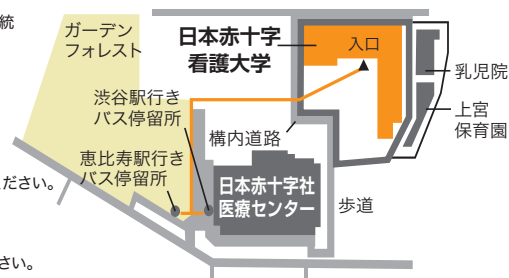 統
ガーデン
フォレスト
日本赤十字
看護大学
入口
乳児院
上宮
保育園
渋谷駅行き
バス停留所
構内道路
恵比寿駅行き
バス停留所
ださい。
日本赤十字社
医療センター
歩道
さい。